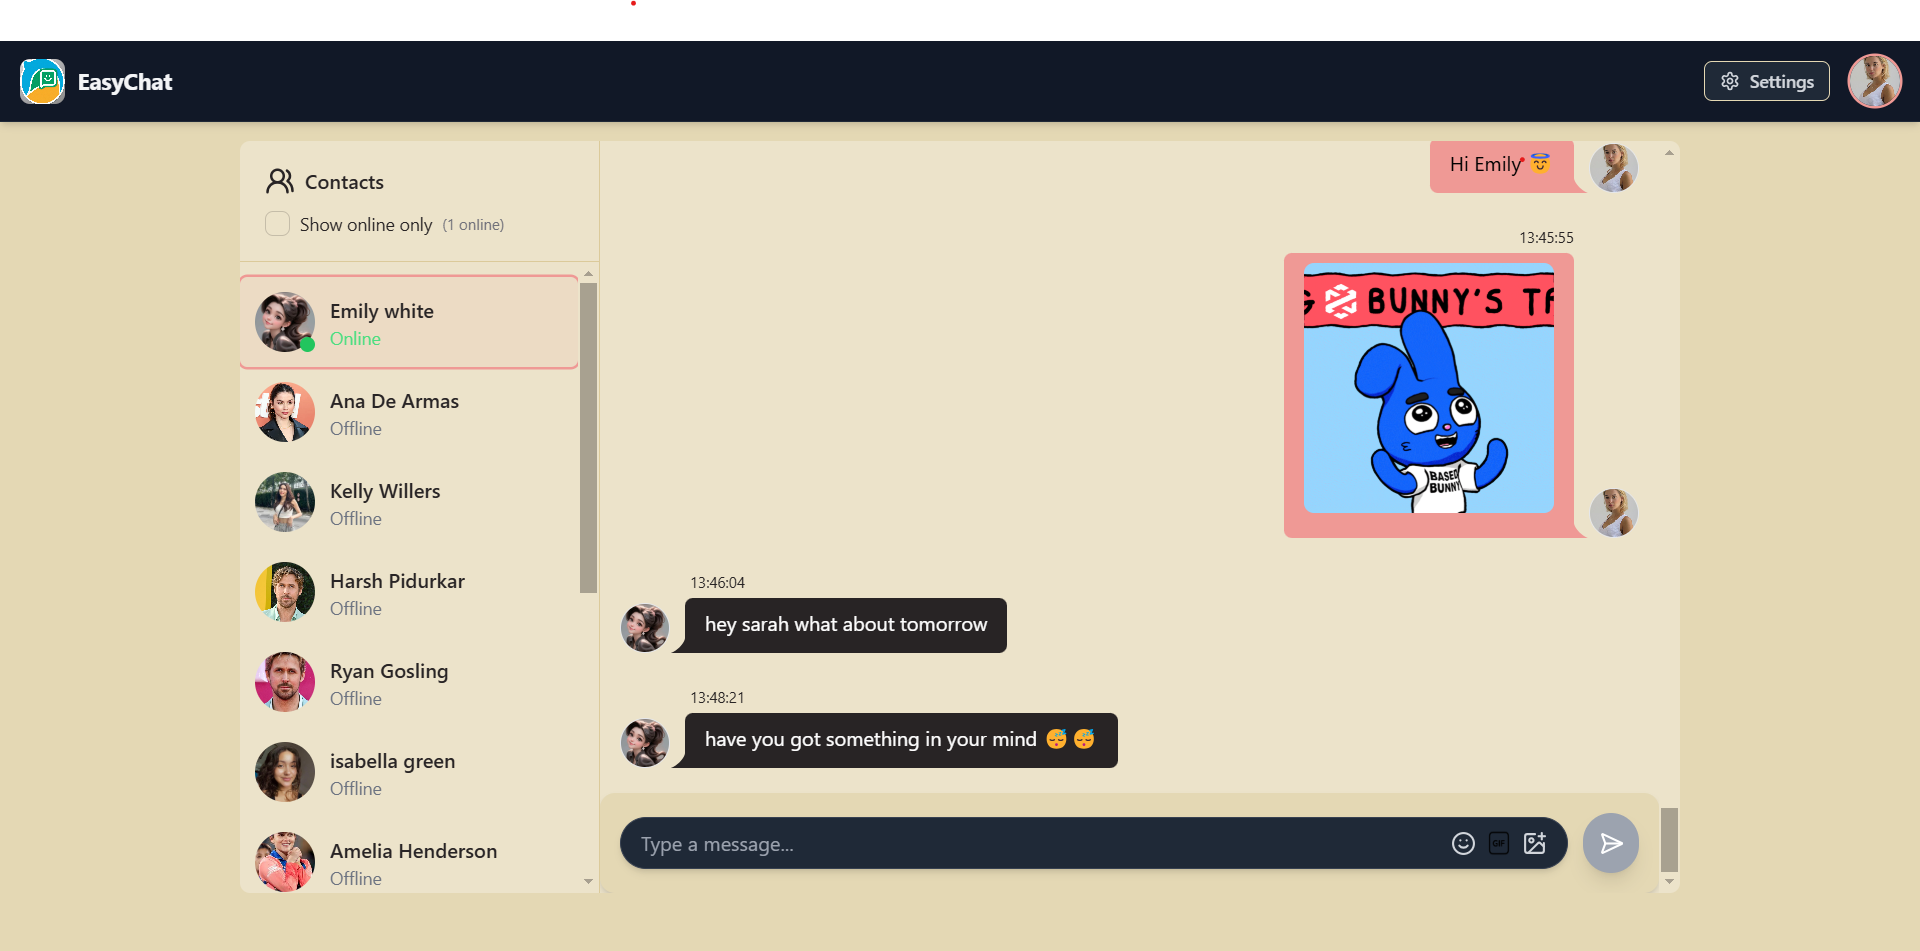 EasyChat
Settings
Contacts
Show online only (1 online)
Emily white
Online
Ana De Armas
Offline
Kelly Willers
Offline
Harsh Pidurkar
Offline
Ryan Gosling
Offline
isabella green
Offline
Amelia Henderson
Offline
Hi Emily 😇
13:45:55
G BUNNY'S TA
BASED
BUNNY
13:46:04
hey sarah what about tomorrow
13:48:21
have you got something in your mind 😴 😴
Type a message...
GIF